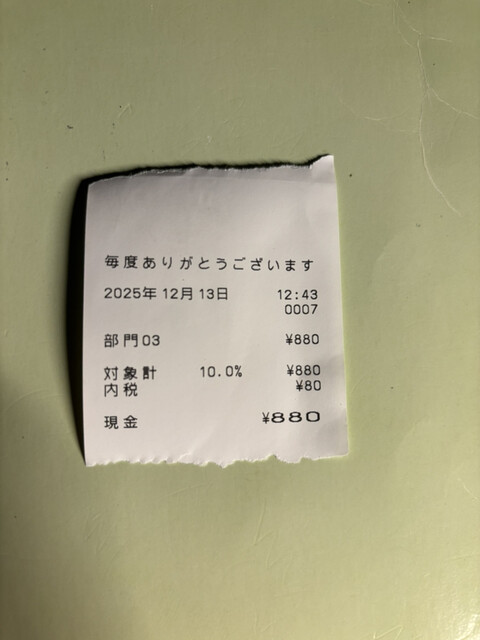 毎度ありがとうございます
2025年12月13日 12:43
0007
部門03 ¥880
対象計 10.0% ¥880
内税 ¥80
現金 ¥880